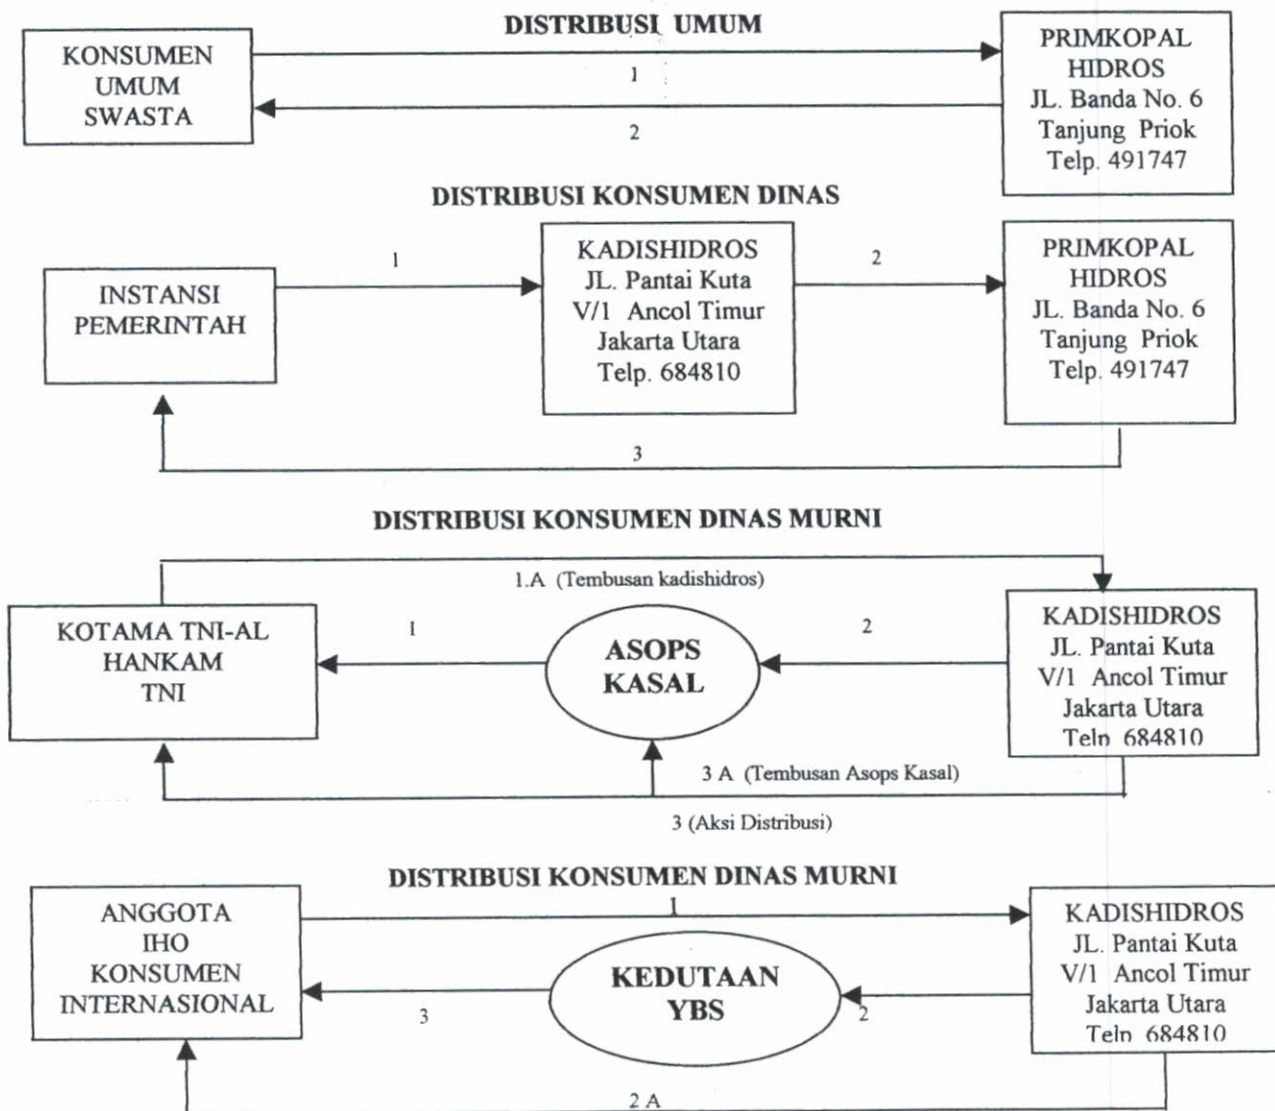 DISTRIBUSI UMUM
KONSUMEN
UMUM
SWASTA
1
2
PRIMKOPAL
HIDROS
JL. Banda No. 6
Tanjung Priok
Telp. 491747
DISTRIBUSI KONSUMEN DINAS
INSTANSI
PEMERINTAH
1
KADISHIDROS
JL. Pantai Kuta
V/1 Ancol Timur
Jakarta Utara
Telp. 684810
2
PRIMKOPAL
HIDROS
JL. Banda No. 6
Tanjung Priok
Telp. 491747
3
DISTRIBUSI KONSUMEN DINAS MURNI
1.A (Tembusan kadishidros)
KOTAMA TNI-AL
HANKAM
TNI
1
ASOPS
KASAL
2
KADISHIDROS
JL. Pantai Kuta
V/1 Ancol Timur
Jakarta Utara
Telp 684810
3 A (Tembusan Asops Kasal)
3 (Aksi Distribusi)
DISTRIBUSI KONSUMEN DINAS MURNI
1
ANGGOTA
IHO
KONSUMEN
INTERNASIONAL
3
KEDUTAAN
YBS
2
KADISHIDROS
JL. Pantai Kuta
V/1 Ancol Timur
Jakarta Utara
Telp 684810
2 A